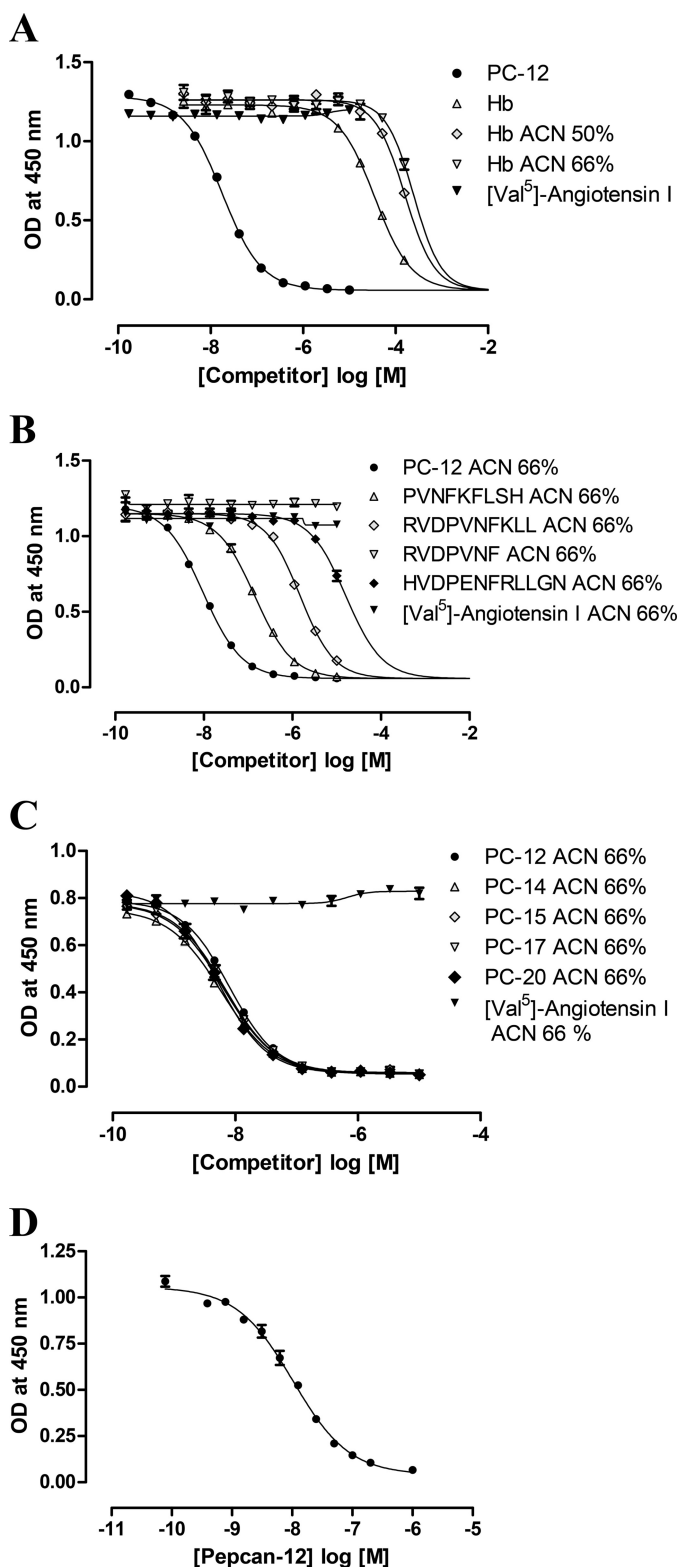 A
1.5
1.0
0.5
0.0
OD at 450 nm
-10
-8
-6
-4
-2
[Competitor] log [M]
PC-12
Hb
Hb ACN 50%
Hb ACN 66%
[Val5]-Angiotensin I
B
1.5
1.0
0.5
0.0
OD at 450 nm
-10
-8
-6
-4
-2
[Competitor] log [M]
PC-12 ACN 66%
PVNFKFLSH ACN 66%
RVDPVNFKLL ACN 66%
RVDPVNF ACN 66%
HVDPENFRLLGN ACN 66%
[Val5]-Angiotensin I ACN 66%
C
1.0
0.8
0.6
0.4
0.2
0.0
OD at 450 nm
-10
-8
-6
-4
[Competitor] log [M]
PC-12 ACN 66%
PC-14 ACN 66%
PC-15 ACN 66%
PC-17 ACN 66%
PC-20 ACN 66%
[Val5]-Angiotensin I
ACN 66 %
D
1.25
1.00
0.75
0.50
0.25
0.00
OD at 450 nm
-11
-10
-9
-8
-7
-6
-5
[Pepcan-12] log [M]